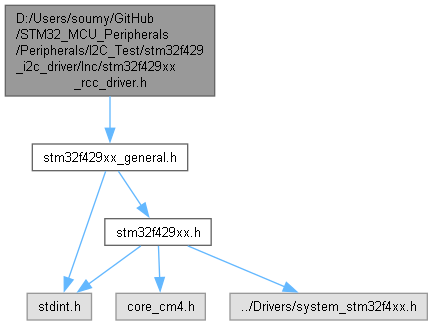 D:/Users/soumy/GitHub
/STM32_MCU_Peripherals
/Peripherals/I2C_Test/stm32f429
_i2c_driver/Inc/stm32f429xx
_rcc_driver.h
stm32f429xx_general.h
stm32f429xx.h
stdint.h
core_cm4.h
../Drivers/system_stm32f4xx.h